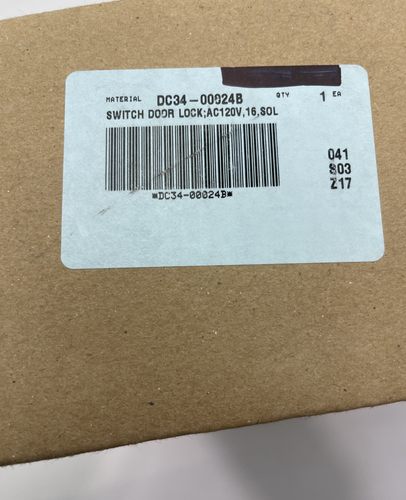 MATERIAL DC34-00024B QTY 1 EA
SWITCH DOOR LOCK;AC120V,16,SOL
*DC34-00024B*
041
S03
Z17